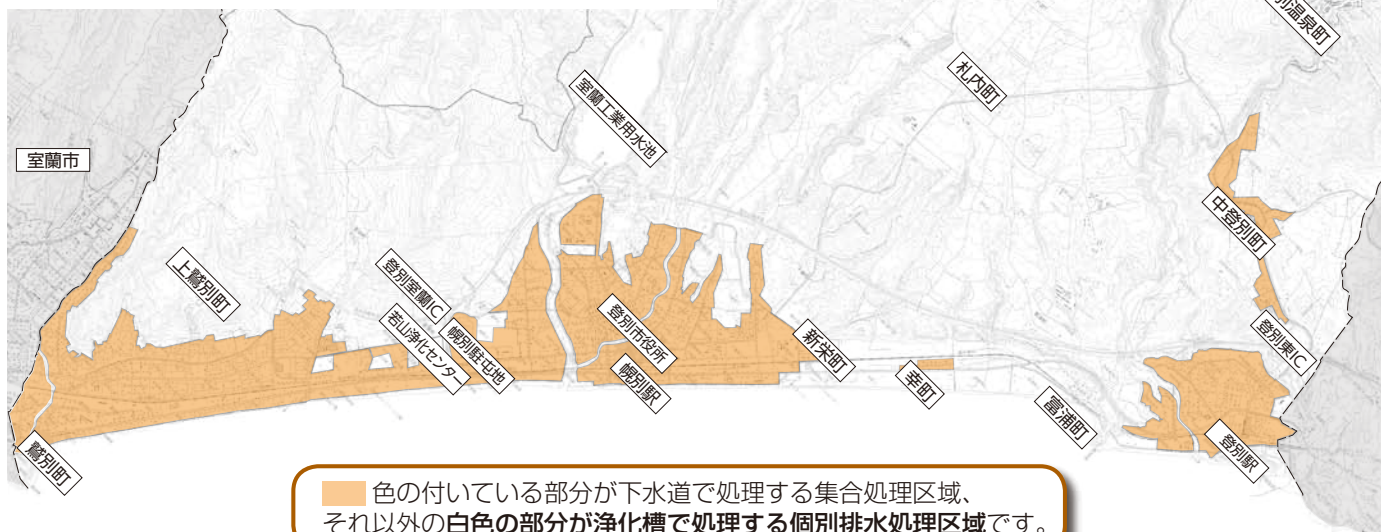 別温泉町
札内町
室蘭工業用水池
室蘭市
中登別町
上鷲別町
登別室蘭IC
若山浄化センター
幌別駐屯地
登別市役所
幌別駅
新栄町
幸町
富浦町
登別東IC
登別駅
鷲別町
色の付いている部分が下水道で処理する集合処理区域、
それ以外の白色の部分が浄化槽で処理する個別排水処理区域です。